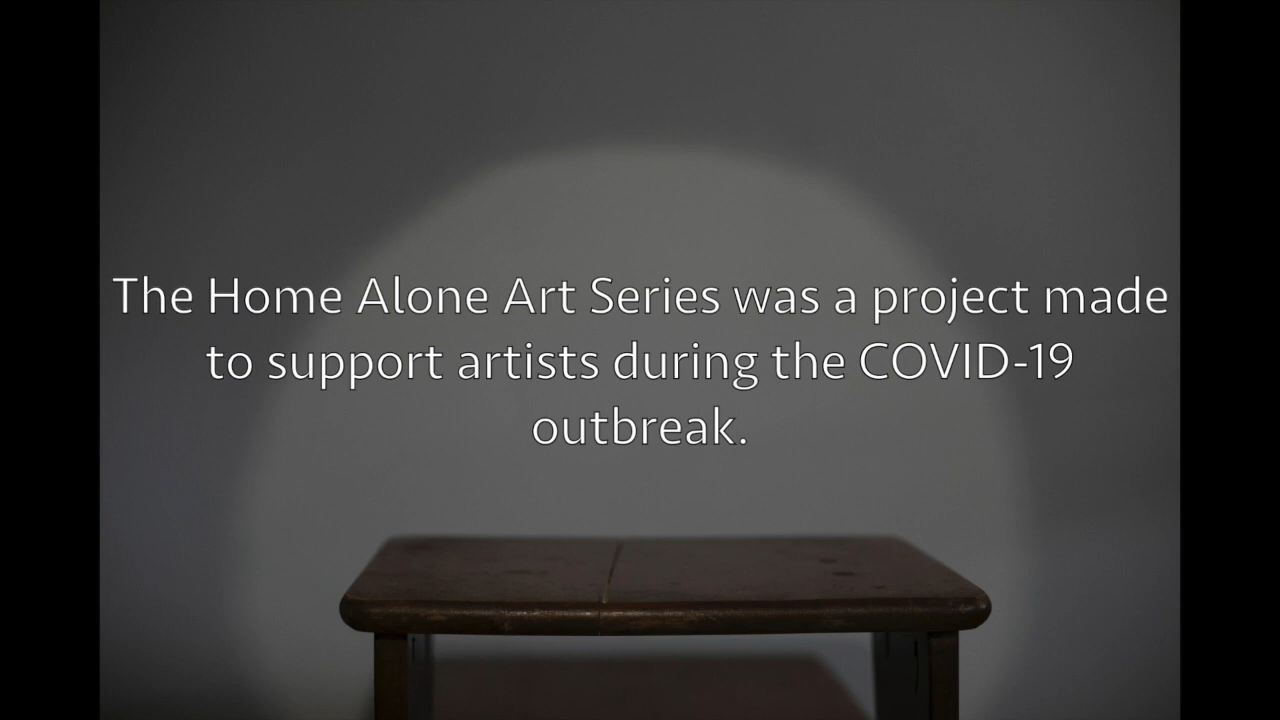 The Home Alone Art Series was a project made
to support artists during the COVID-19
outbreak.